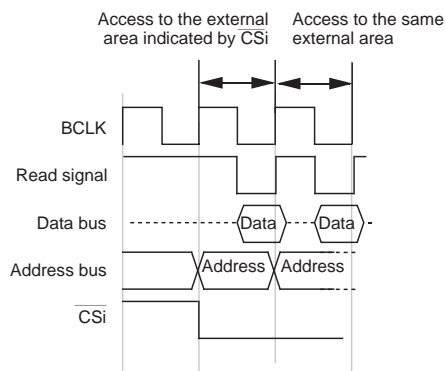 Access to the external
area indicated by CSi
Access to the same
external area
BCLK
Read signal
Data bus
Data
Data
Address bus
Address
Address
CSi